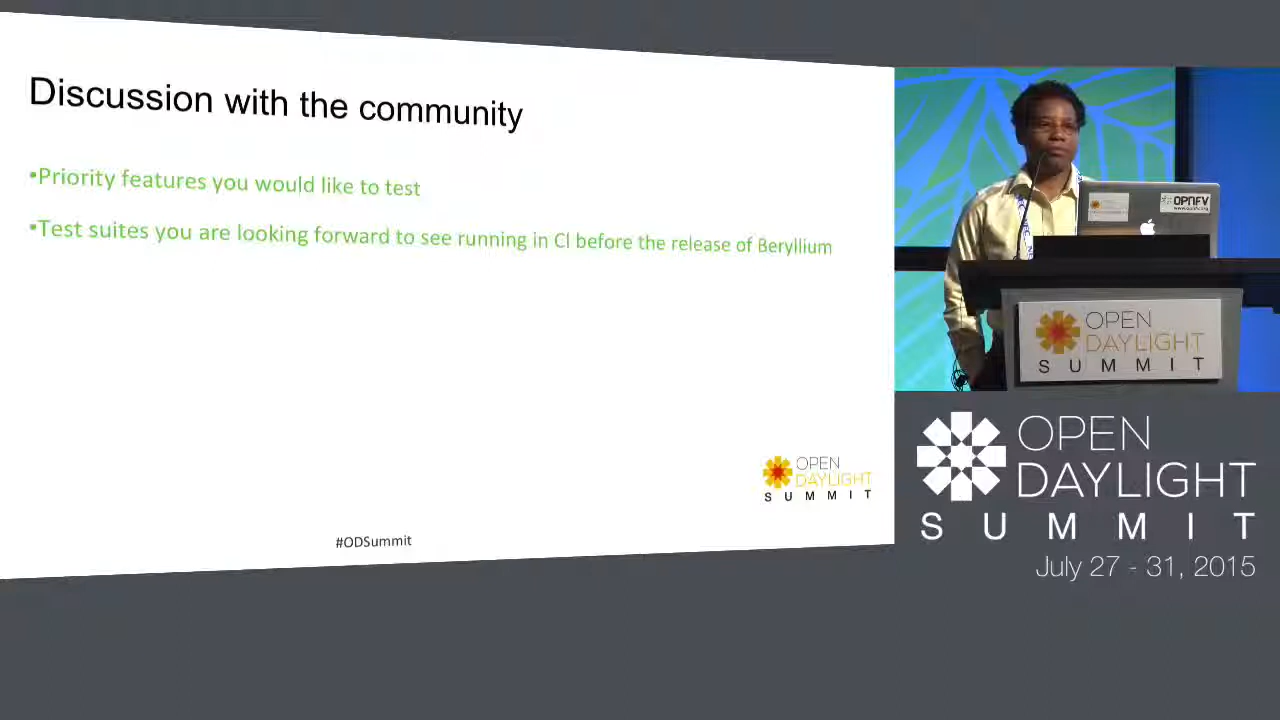 Discussion with the community
•Priority features you would like to test
•Test suites you are looking forward to see running in CI before the release of Beryllium
OPEN
DAYLIGHT
SUMMIT
#ODSummit
OPNFV
OPEN
DAYLIGHT
SUMMIT
OPEN
DAYLIGHT
SUMMIT
July 27 - 31, 2015